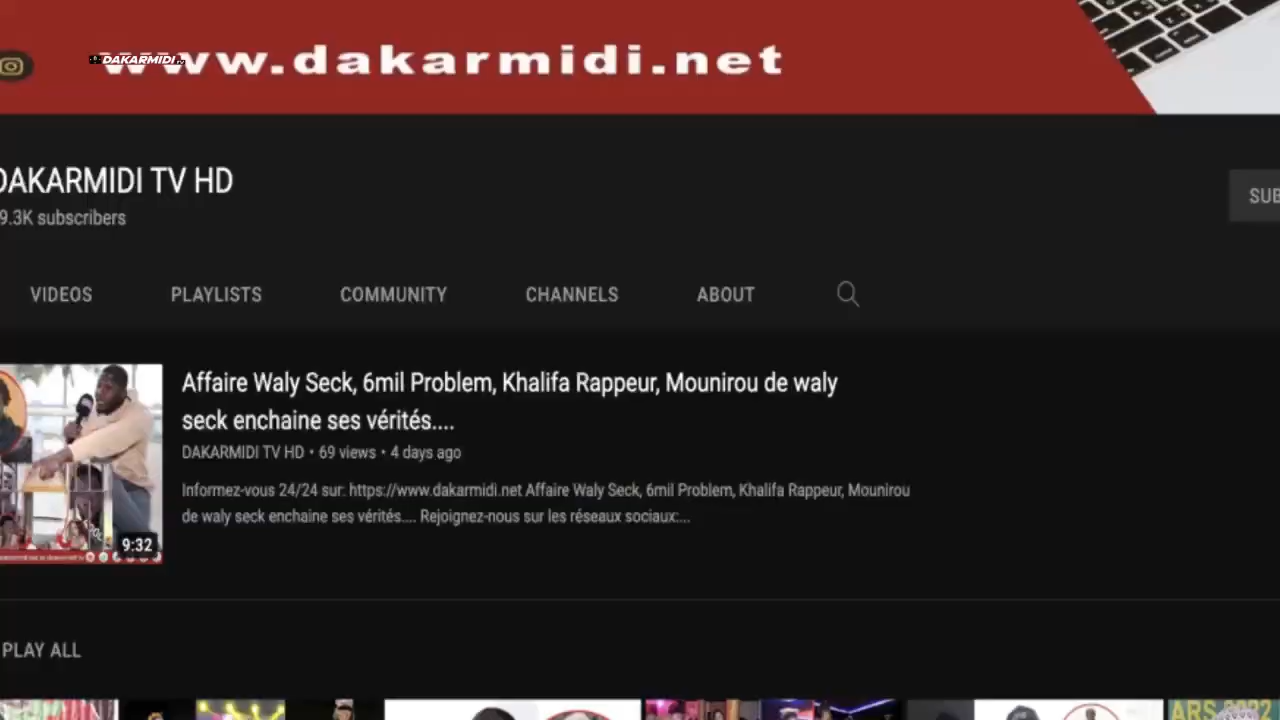 www.dakarmidi.net
DAKARMIDI
DAKARMIDI TV HD
9.3K subscribers
SUB
VIDEOS PLAYLISTS COMMUNITY CHANNELS ABOUT
Affaire Waly Seck, 6mil Problem, Khalifa Rappeur, Mounirou de waly
seck enchaine ses vérités....
DAKARMIDI TV HD • 69 views • 4 days ago
Informez-vous 24/24 sur: https://www.dakarmidi.net Affaire Waly Seck, 6mil Problem, Khalifa Rappeur, Mounirou
de waly seck enchaine ses vérités.... Rejoignez-nous sur les réseaux sociaux:...
9:32
PLAY ALL